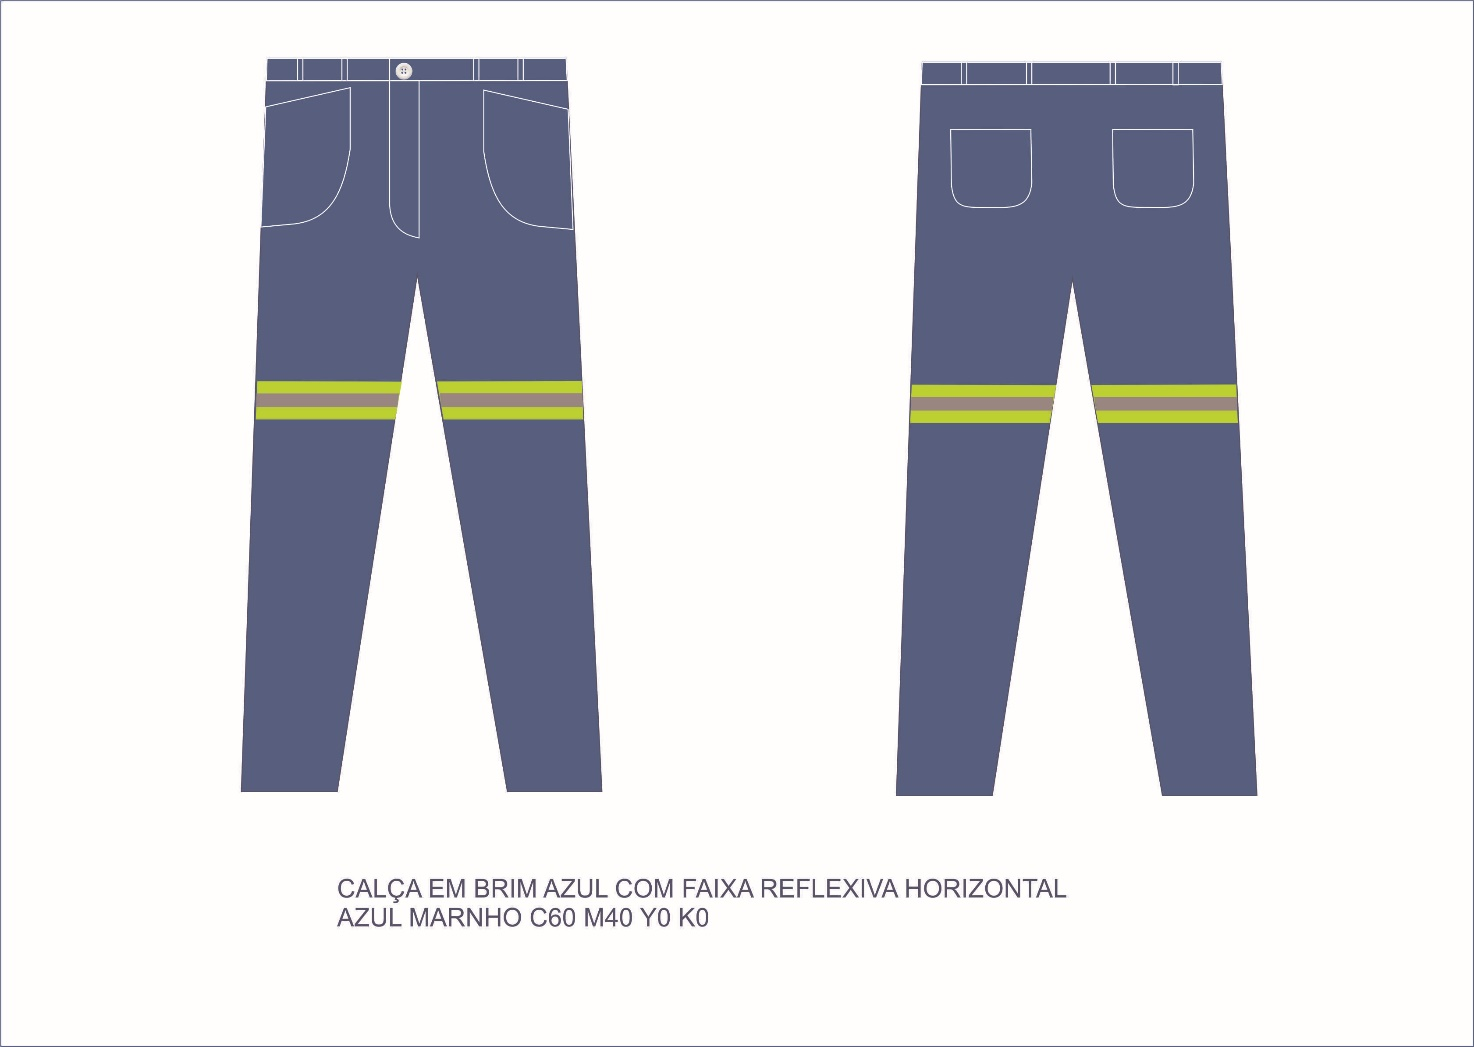 CALÇA EM BRIM AZUL COM FAIXA REFLEXIVA HORIZONTAL
AZUL MARNHO C60 M40 Y0 K0